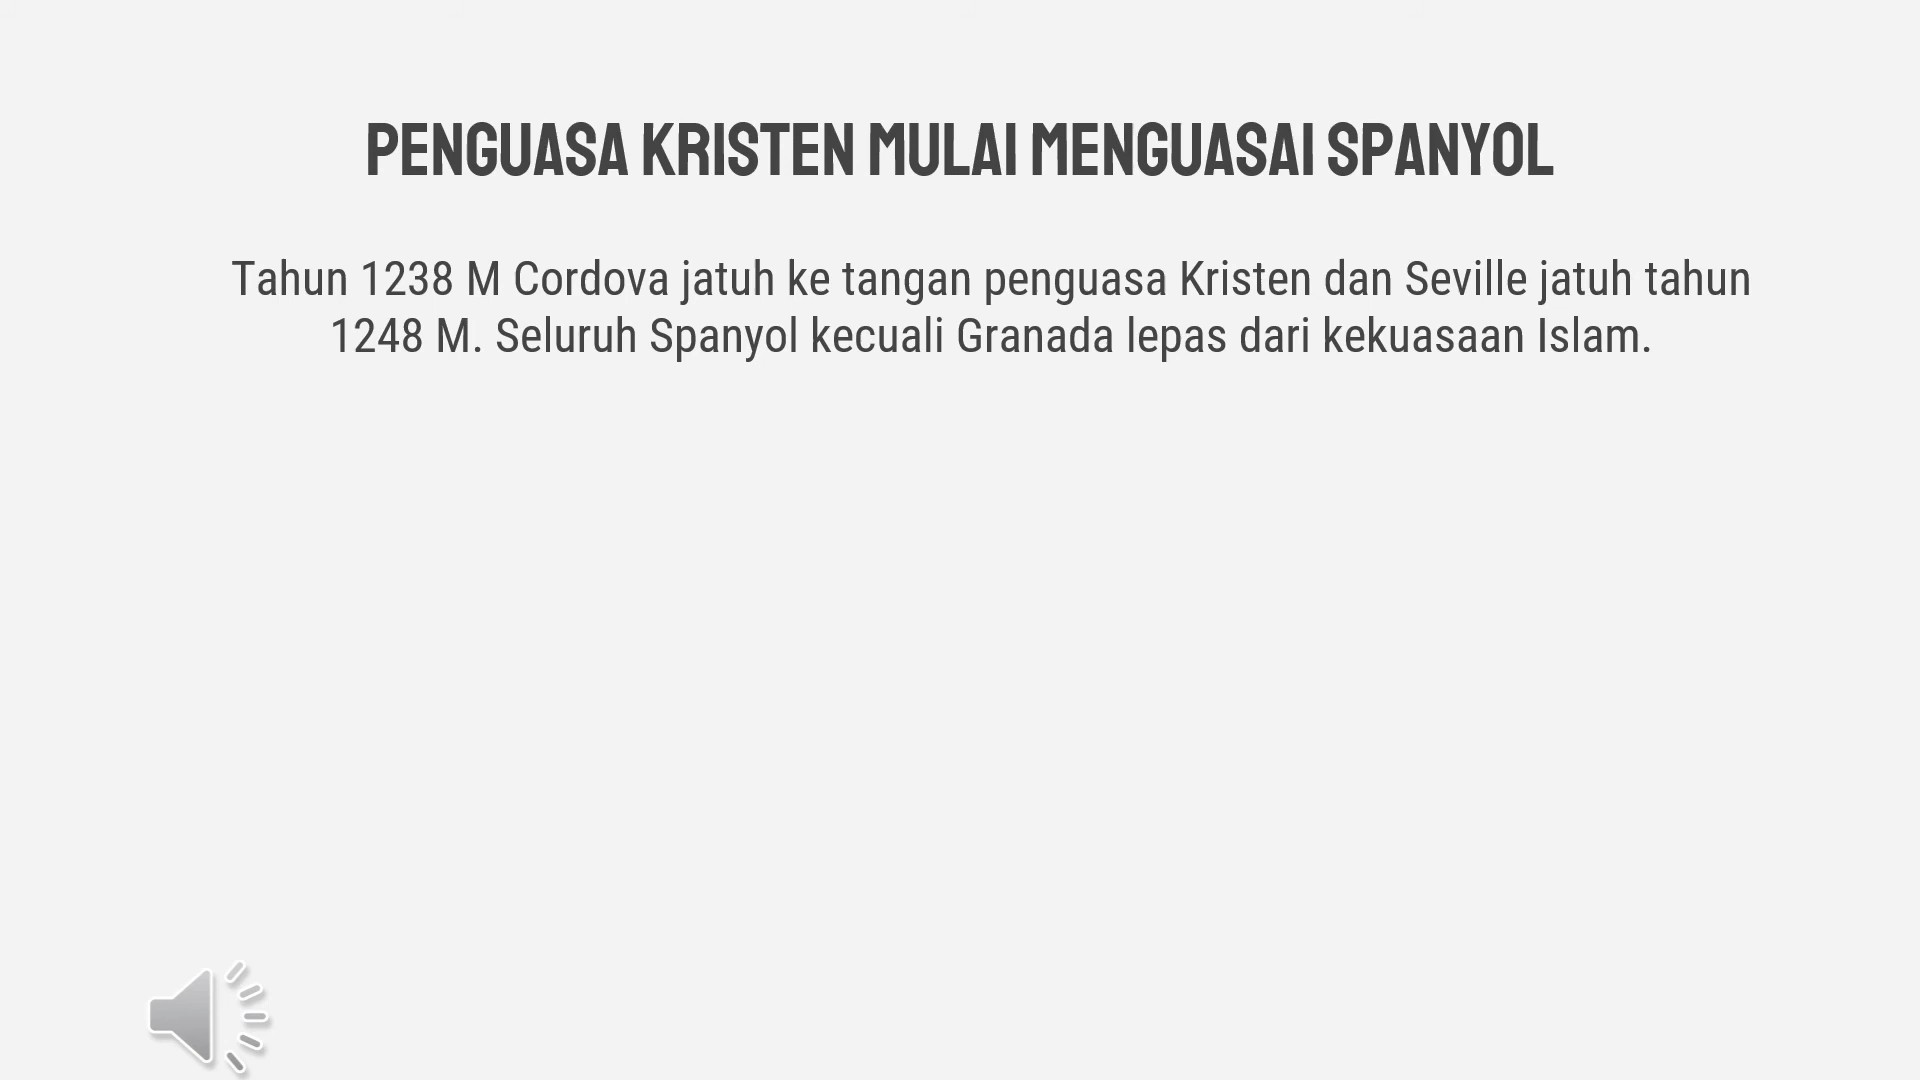 PENGUASA KRISTEN MULAI MENGUASAI SPANYOL
Tahun 1238 M Cordova jatuh ke tangan penguasa Kristen dan Seville jatuh tahun
1248 M. Seluruh Spanyol kecuali Granada lepas dari kekuasaan Islam.